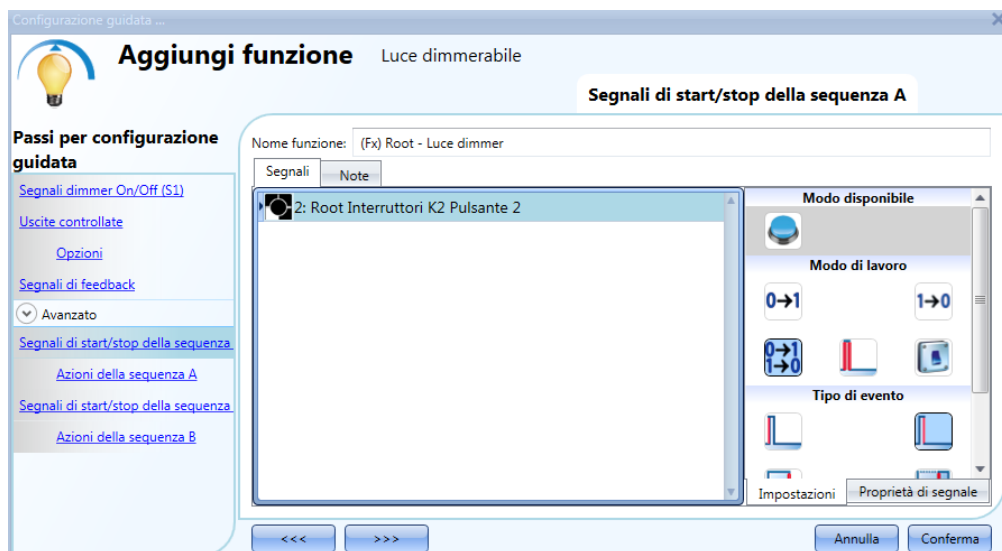 Configurazione guidata ...
Aggiungi funzione Luce dimmerabile
Segnali di start/stop della sequenza A
Passi per configurazione guidata
Segnali dimmer On/Off (S1)
Uscite controllate
Opzioni
Segnali di feedback
Avanzato
Segnali di start/stop della sequenza
Azioni della sequenza A
Segnali di start/stop della sequenza
Azioni della sequenza B
Nome funzione: (Fx) Root - Luce dimmer
Segnali Note
2: Root Interruttori K2 Pulsante 2
Modo disponibile
Modo di lavoro
0→1 1→0
0→1
1→0
Tipo di evento
Impostazioni Proprietà di segnale
<<< >>> Annulla Conferma